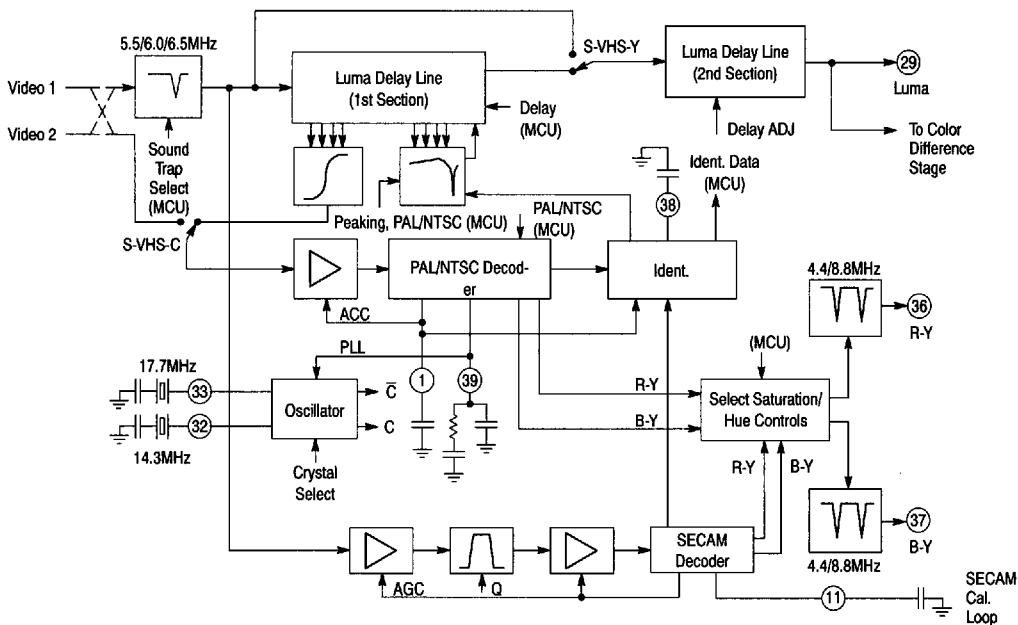 5.5/6.0/6.5MHz
S-VHS-Y
Luma Delay Line
(2nd Section)
29
Luma
Video 1
Luma Delay Line
(1st Section)
Delay
(MCU)
Video 2
Delay ADJ
To Color
Difference
Stage
Sound
Trap
Select
(MCU)
Ident. Data
(MCU)
38
Peaking, PAL/NTSC (MCU)
PAL/NTSC
(MCU)
S-VHS-C
PAL/NTSC Decod-
er
Ident.
4.4/8.8MHz
36
R-Y
ACC
PLL
17.7MHz
33
Oscillator
C
1
39
(MCU)
R-Y
Select Saturation/
Hue Controls
32
C
B-Y
14.3MHz
Crystal
Select
R-Y
B-Y
37
B-Y
4.4/8.8MHz
SECAM
Decoder
AGC
Q
11
SECAM
Cal.
Loop